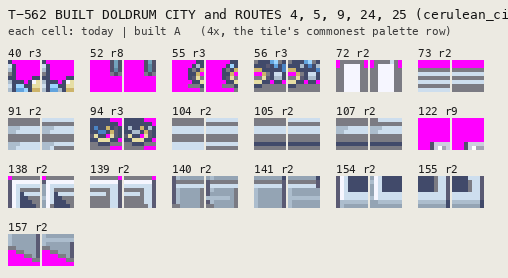 T−562 BUILT DOLDRUM CITY and ROUTES 4, 5, 9, 24, 25 (cerulean_ci
each cell: today | built A   (4x, the tile's commonest palette row)
40 r3 52 r8 55 r3 56 r3 72 r2 73 r2
91 r2 94 r3 104 r2 105 r2 107 r2 122 r9
138 r2 139 r2 140 r2 141 r2 154 r2 155 r2
157 r2